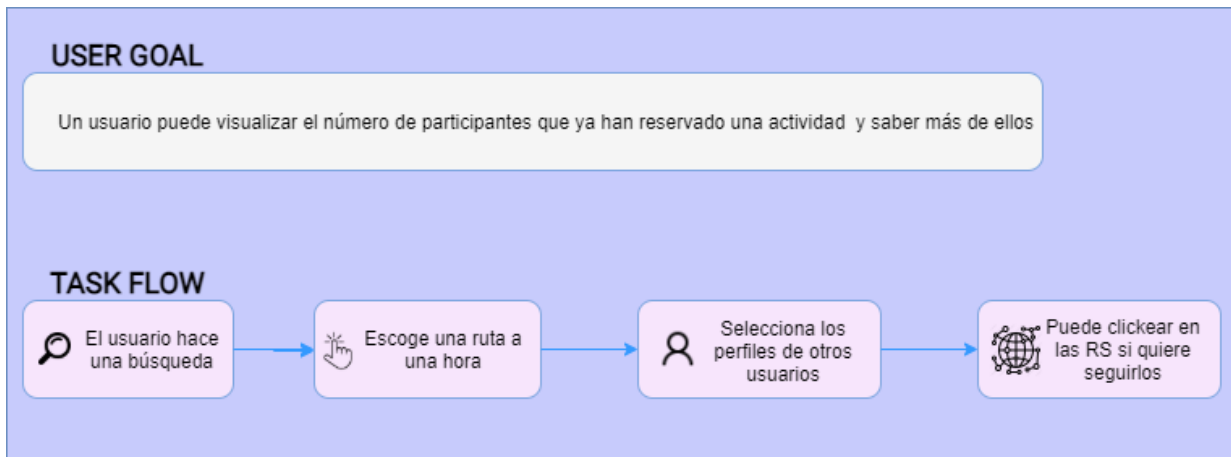 USER GOAL
Un usuario puede visualizar el número de participantes que ya han reservado una actividad y saber más de ellos
TASK FLOW
El usuario hace
una búsqueda
Escoge una ruta a
una hora
Selecciona los
perfiles de otros
usuarios
Puede clickear en
las RS si quiere
seguirlos